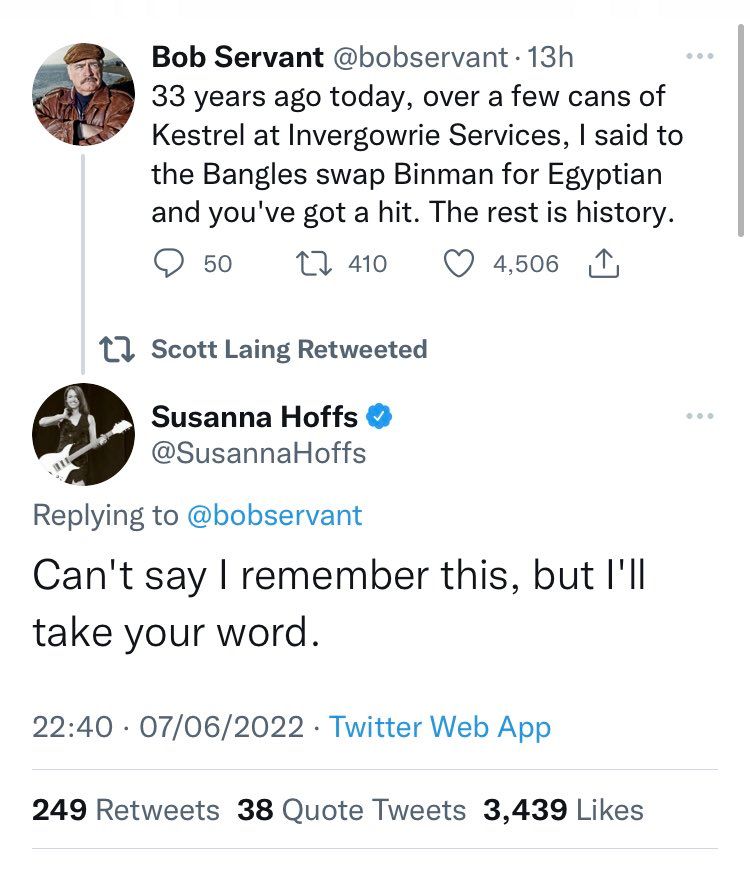 Bob Servant @bobservant · 13h
33 years ago today, over a few cans of
Kestrel at Invergowrie Services, I said to
the Bangles swap Binman for Egyptian
and you've got a hit. The rest is history.
50 410 4,506
Scott Laing Retweeted
Susanna Hoffs
@SusannaHoffs
Replying to @bobservant
Can't say I remember this, but I'll
take your word.
22:40 · 07/06/2022 · Twitter Web App
249 Retweets 38 Quote Tweets 3,439 Likes